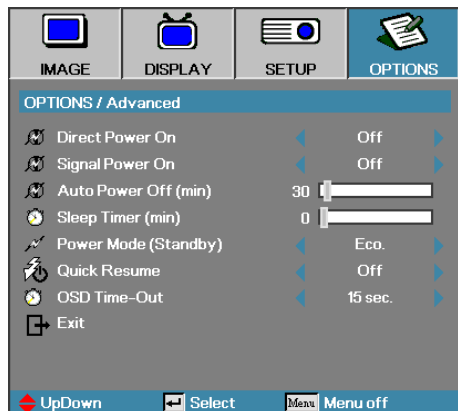 IMAGE DISPLAY SETUP OPTIONS
OPTIONS / Advanced
Direct Power On Off
Signal Power On Off
Auto Power Off (min) 30
Sleep Timer (min) 0
Power Mode (Standby) Eco.
Quick Resume Off
OSD Time-Out 15 sec.
Exit
UpDown Select Menu Menu off